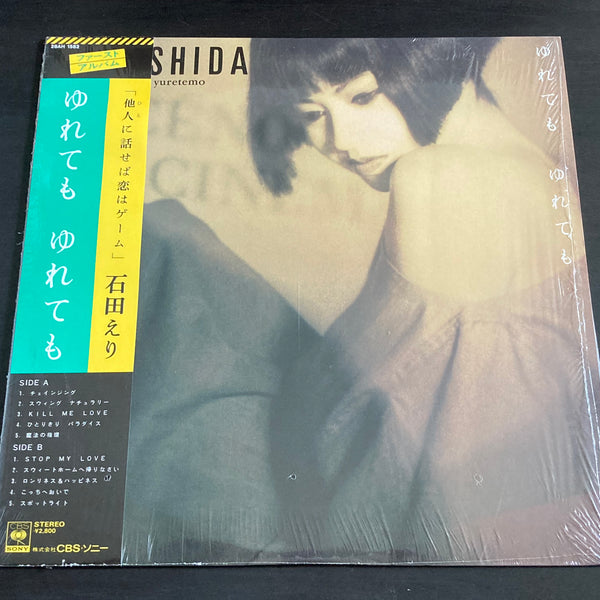 28AH 1583
ファースト
アルバム
ゆれても ゆれても
「他人に話せば恋はゲーム」石田えり
ひと
SHIDA
yuretemo
ゆれても ゆれても
SIDE A
1. チェインジング
2. スウィング ナチュラリー
3. KILL ME LOVE
4. ひとりきり パラダイス
5. 魔法の権限
SIDE B
1. STOP MY LOVE
2. スウィートホームへ帰りなさい
3. ロンリネス&ハッピネス
4. こっちへおいで
5. スポットライト
CBS
SONY
STEREO
¥2,800
株式会社CBS・ソニー